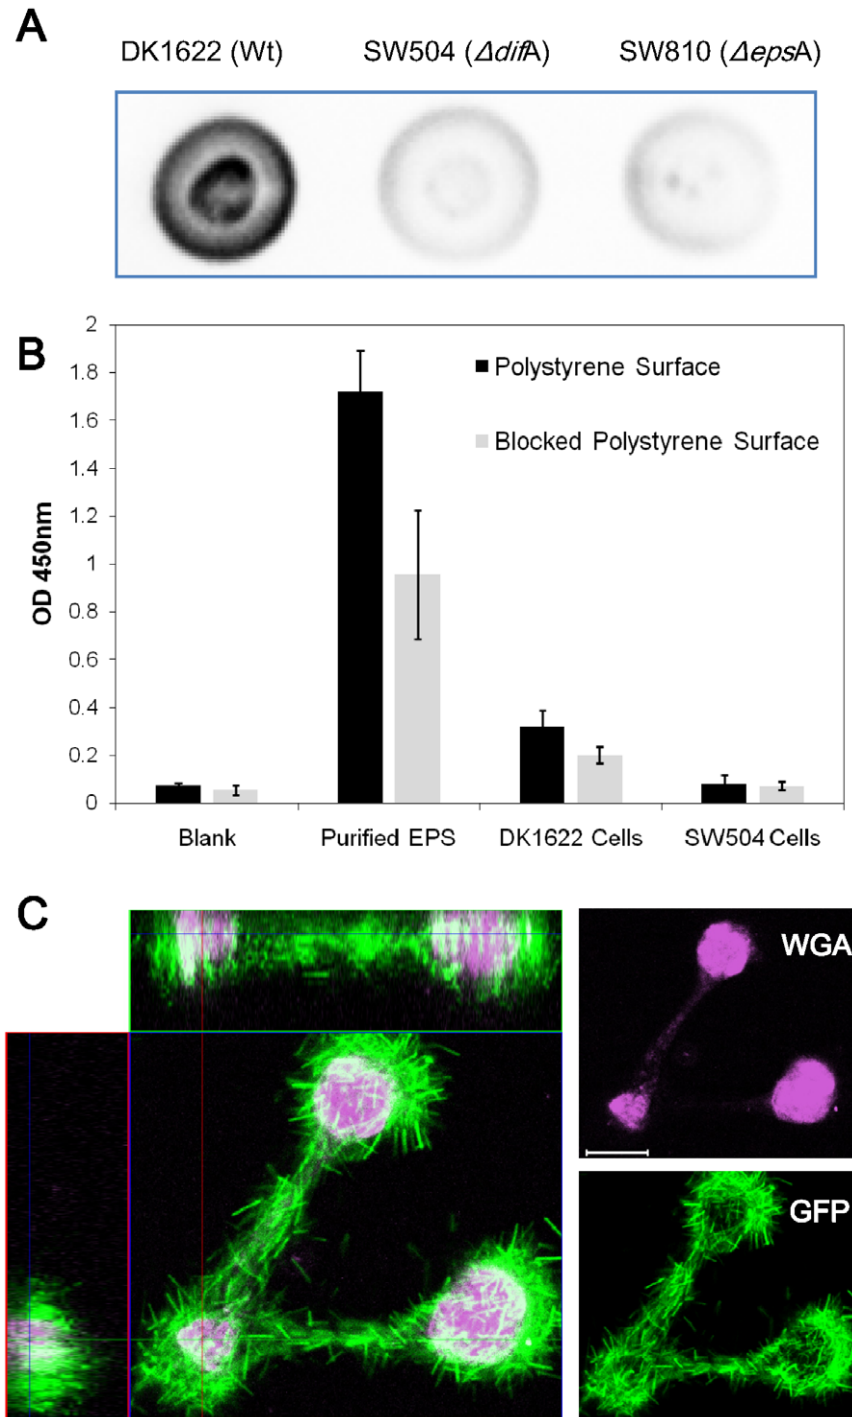 A
DK1622 (Wt) SW504 (ΔdifA) SW810 (ΔepsA)
B
2
1.8
1.6
1.4
1.2
1
0.8
0.6
0.4
0.2
0
OD 450nm
Polystyrene Surface
Blocked Polystyrene Surface
Blank Purified EPS DK1622 Cells SW504 Cells
C
WGA
GFP